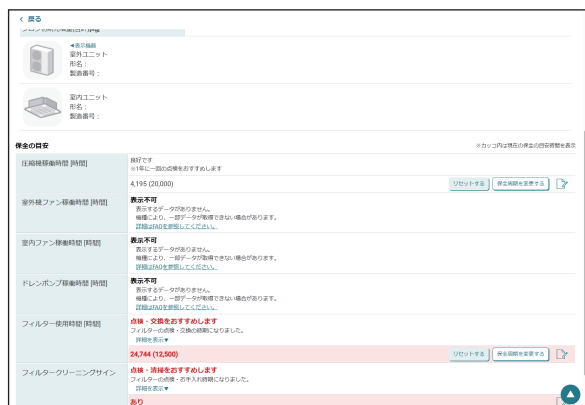 < 戻る
◀表示機器
室外ユニット
形名：
製造番号：
室内ユニット
形名：
製造番号：
保全の目安
※カッコ内は現在の保全の目安時間を表示
圧縮機稼働時間 [時間]
良好です
※1年に一回の点検をおすすめします
4,195 (20,000)
リセットする
保全周期を変更する
室外機ファン稼働時間 [時間]
表示不可
表示するデータがありません。
機種により、一部データが取得できない場合があります。
詳細はFAQを参照してください。
室内ファン稼働時間 [時間]
表示不可
表示するデータがありません。
機種により、一部データが取得できない場合があります。
詳細はFAQを参照してください。
ドレンポンプ稼働時間 [時間]
表示不可
表示するデータがありません。
機種により、一部データが取得できない場合があります。
詳細はFAQを参照してください。
フィルター使用時間 [時間]
点検・交換をおすすめします
フィルターの点検・交換の時期になりました。
詳細を表示▼
24,744 (12,500)
リセットする
保全周期を変更する
フィルタークリーニングサイン
点検・清掃をおすすめします
フィルターの点検・お手入れ時期になりました。
詳細を表示▼
あり